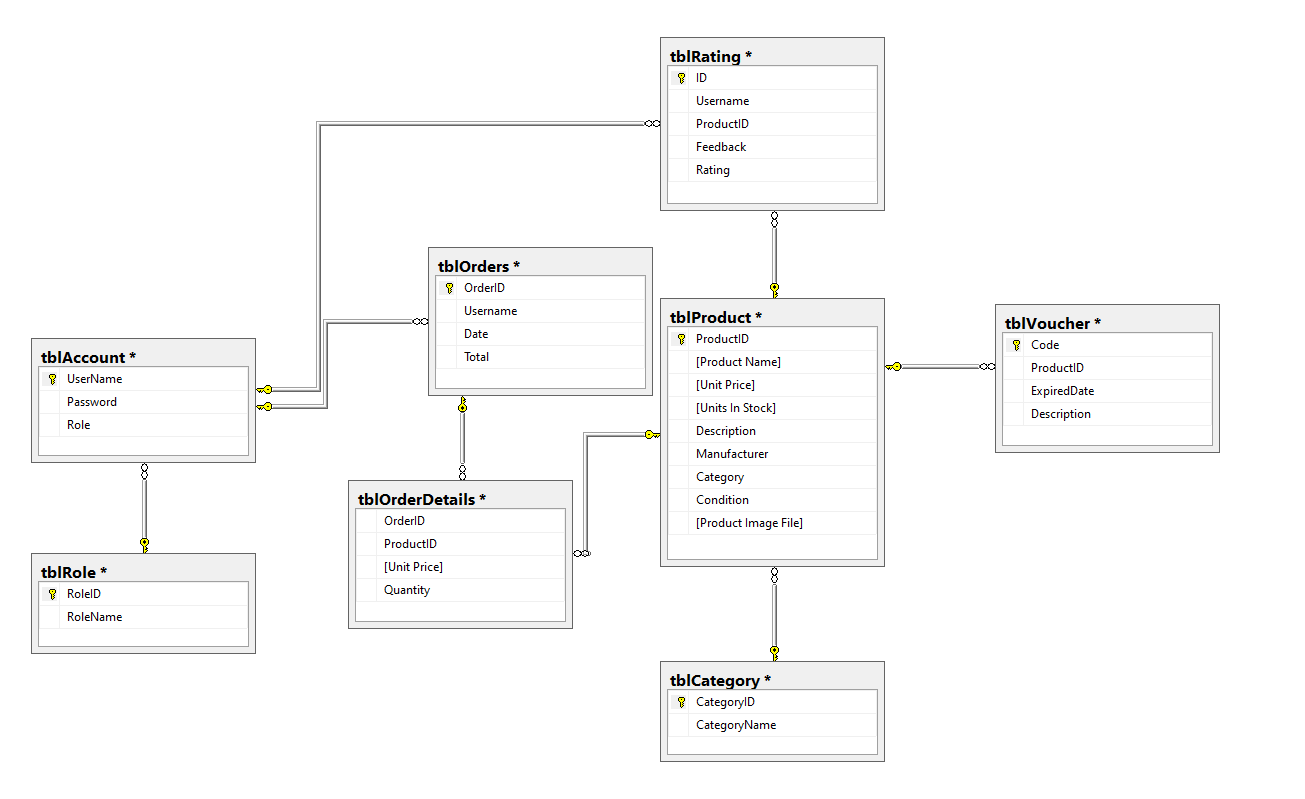 tblRating *
ID
Username
ProductID
Feedback
Rating
tblOrders *
OrderID
Username
Date
Total
tblProduct *
ProductID
[Product Name]
[Unit Price]
[Units In Stock]
Description
Manufacturer
Category
Condition
[Product Image File]
tblVoucher *
Code
ProductID
ExpiredDate
Description
tblAccount *
UserName
Password
Role
tblOrderDetails *
OrderID
ProductID
[Unit Price]
Quantity
tblRole *
RoleID
RoleName
tblCategory *
CategoryID
CategoryName